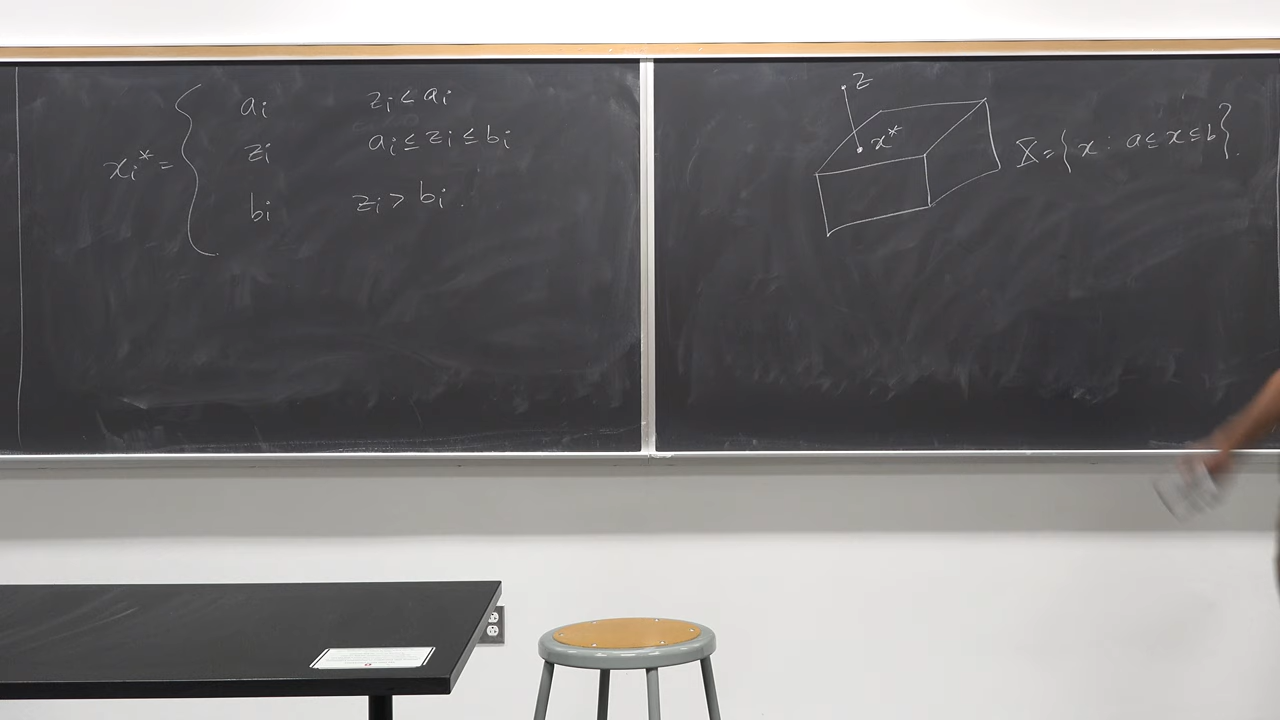 xᵢ* = { aᵢ zᵢ < aᵢ
zᵢ aᵢ ≤ zᵢ ≤ bᵢ
bᵢ zᵢ > bᵢ .
z
x*
X = { x : a ≤ x ≤ b } .